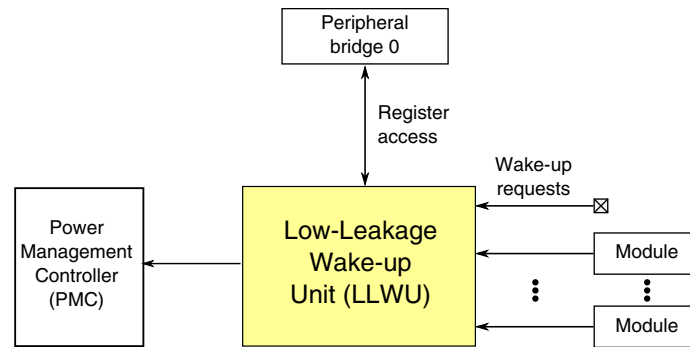 Peripheral
bridge 0
Register
access
Wake-up
requests
Power
Management
Controller
(PMC)
Low-Leakage
Wake-up
Unit (LLWU)
Module
Module